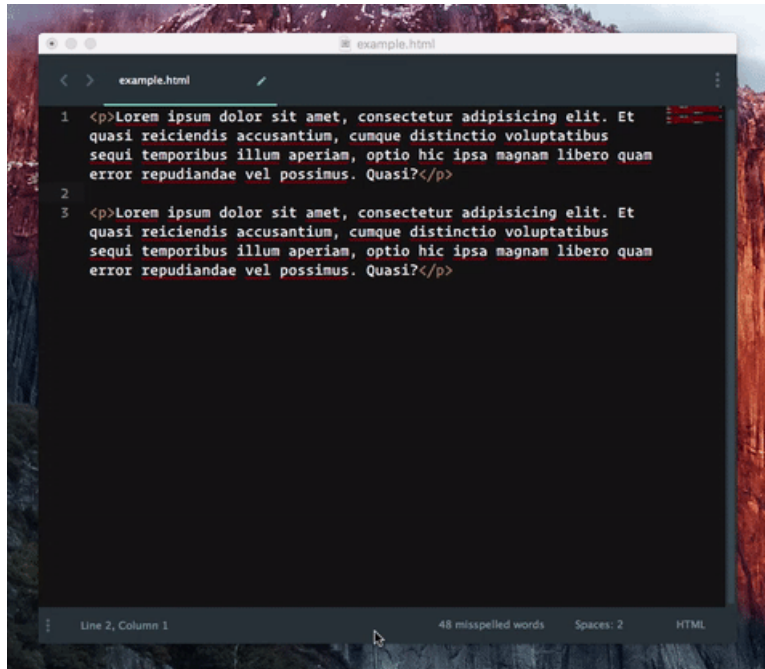 example.html
example.html
1 <p>Lorem ipsum dolor sit amet, consectetur adipisicing elit. Et
quasi reiciendis accusantium, cumque distinctio voluptatibus
sequi temporibus illum aperiam, optio hic ipsa magnam libero quam
error repudiandae vel possimus. Quasi?</p>
2
3 <p>Lorem ipsum dolor sit amet, consectetur adipisicing elit. Et
quasi reiciendis accusantium, cumque distinctio voluptatibus
sequi temporibus illum aperiam, optio hic ipsa magnam libero quam
error repudiandae vel possimus. Quasi?</p>
Line 2, Column 1 48 misspelled words Spaces: 2 HTML